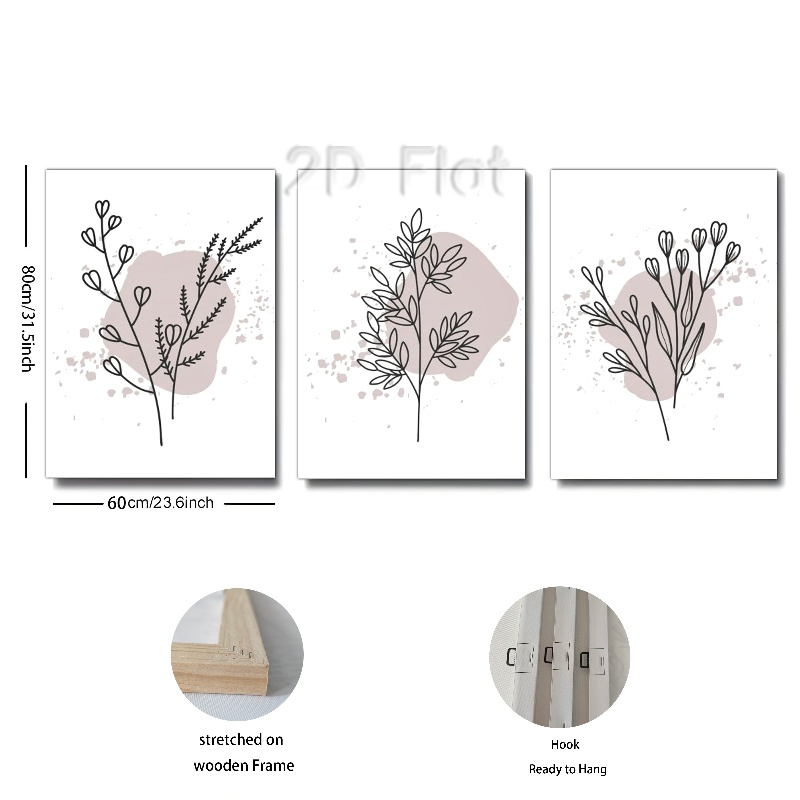 2D Flat
80cm/31.5inch
60cm/23.6inch
stretched on
wooden Frame
Hook
Ready to Hang